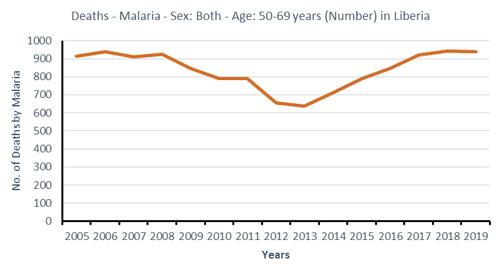 Deaths - Malaria - Sex: Both - Age: 50-69 years (Number) in Liberia
No. of Deaths by Malaria
1000
900
800
700
600
500
400
300
200
100
0
2005 2006 2007 2008 2009 2010 2011 2012 2013 2014 2015 2016 2017 2018 2019
Years